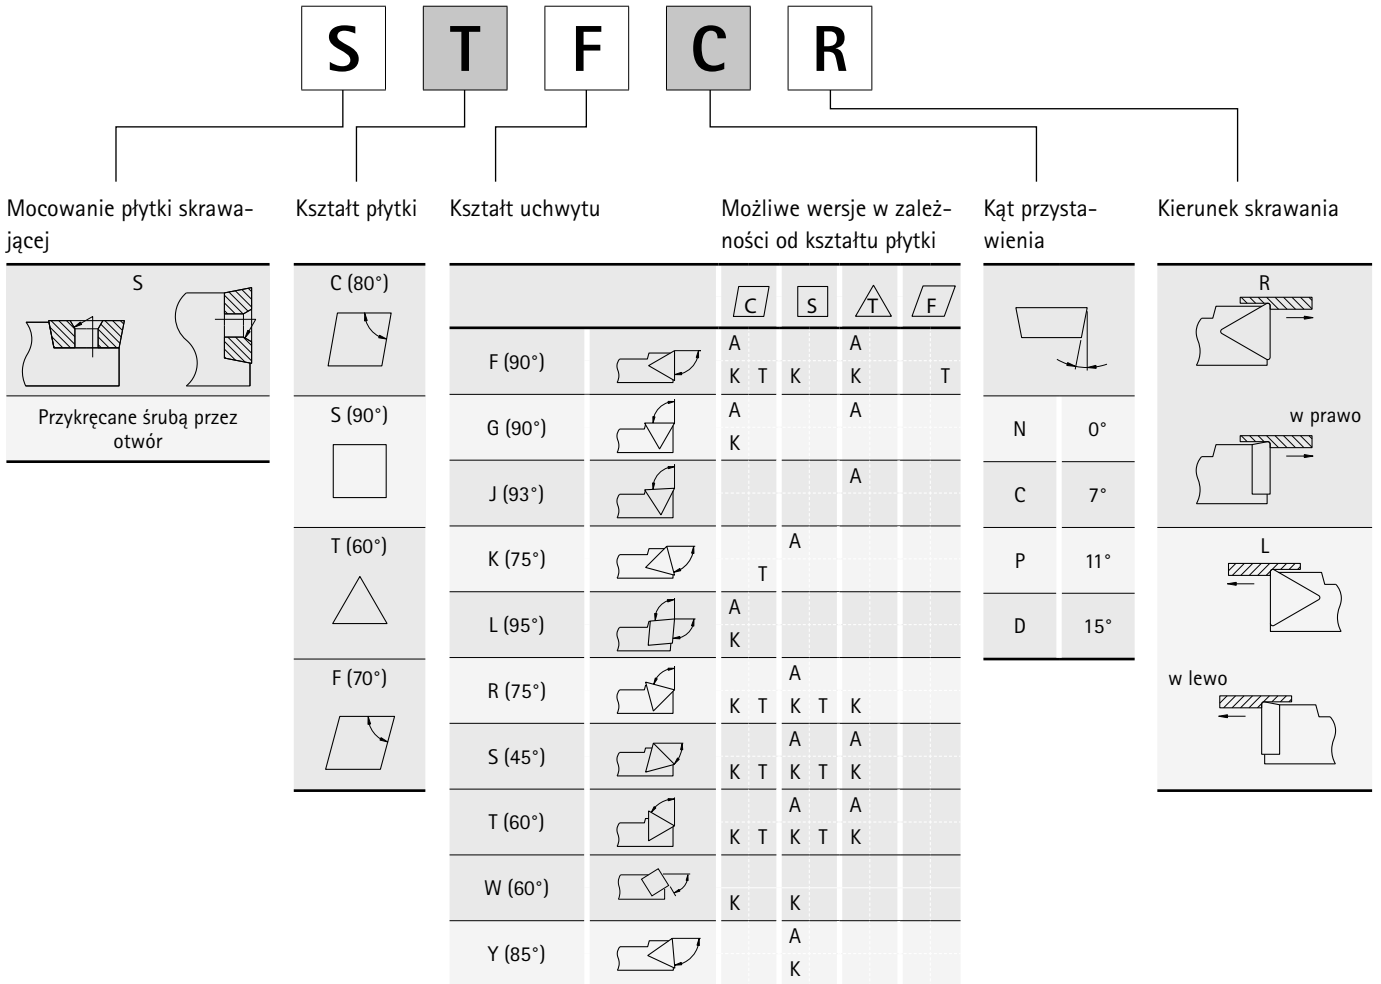 S T F C R
Mocowanie płytki skrawa-
jącej
S
Przykręcane śrubą przez
otwór
Kształt płytki
C (80°)
S (90°)
T (60°)
F (70°)
Kształt uchwytu
Możliwe wersje w zależ-
ności od kształtu płytki
C S T F
F (90°)
A A
K T K K T
G (90°)
A A
K
J (93°)
A
K (75°)
A
T
L (95°)
A
K
R (75°)
A
K T K T K
S (45°)
A A
K T K T K
T (60°)
A A
K T K T K
W (60°)
K K
Y (85°)
A
K
Kąt przysta-
wienia
N 0°
C 7°
P 11°
D 15°
Kierunek skrawania
R
w prawo
L
w lewo